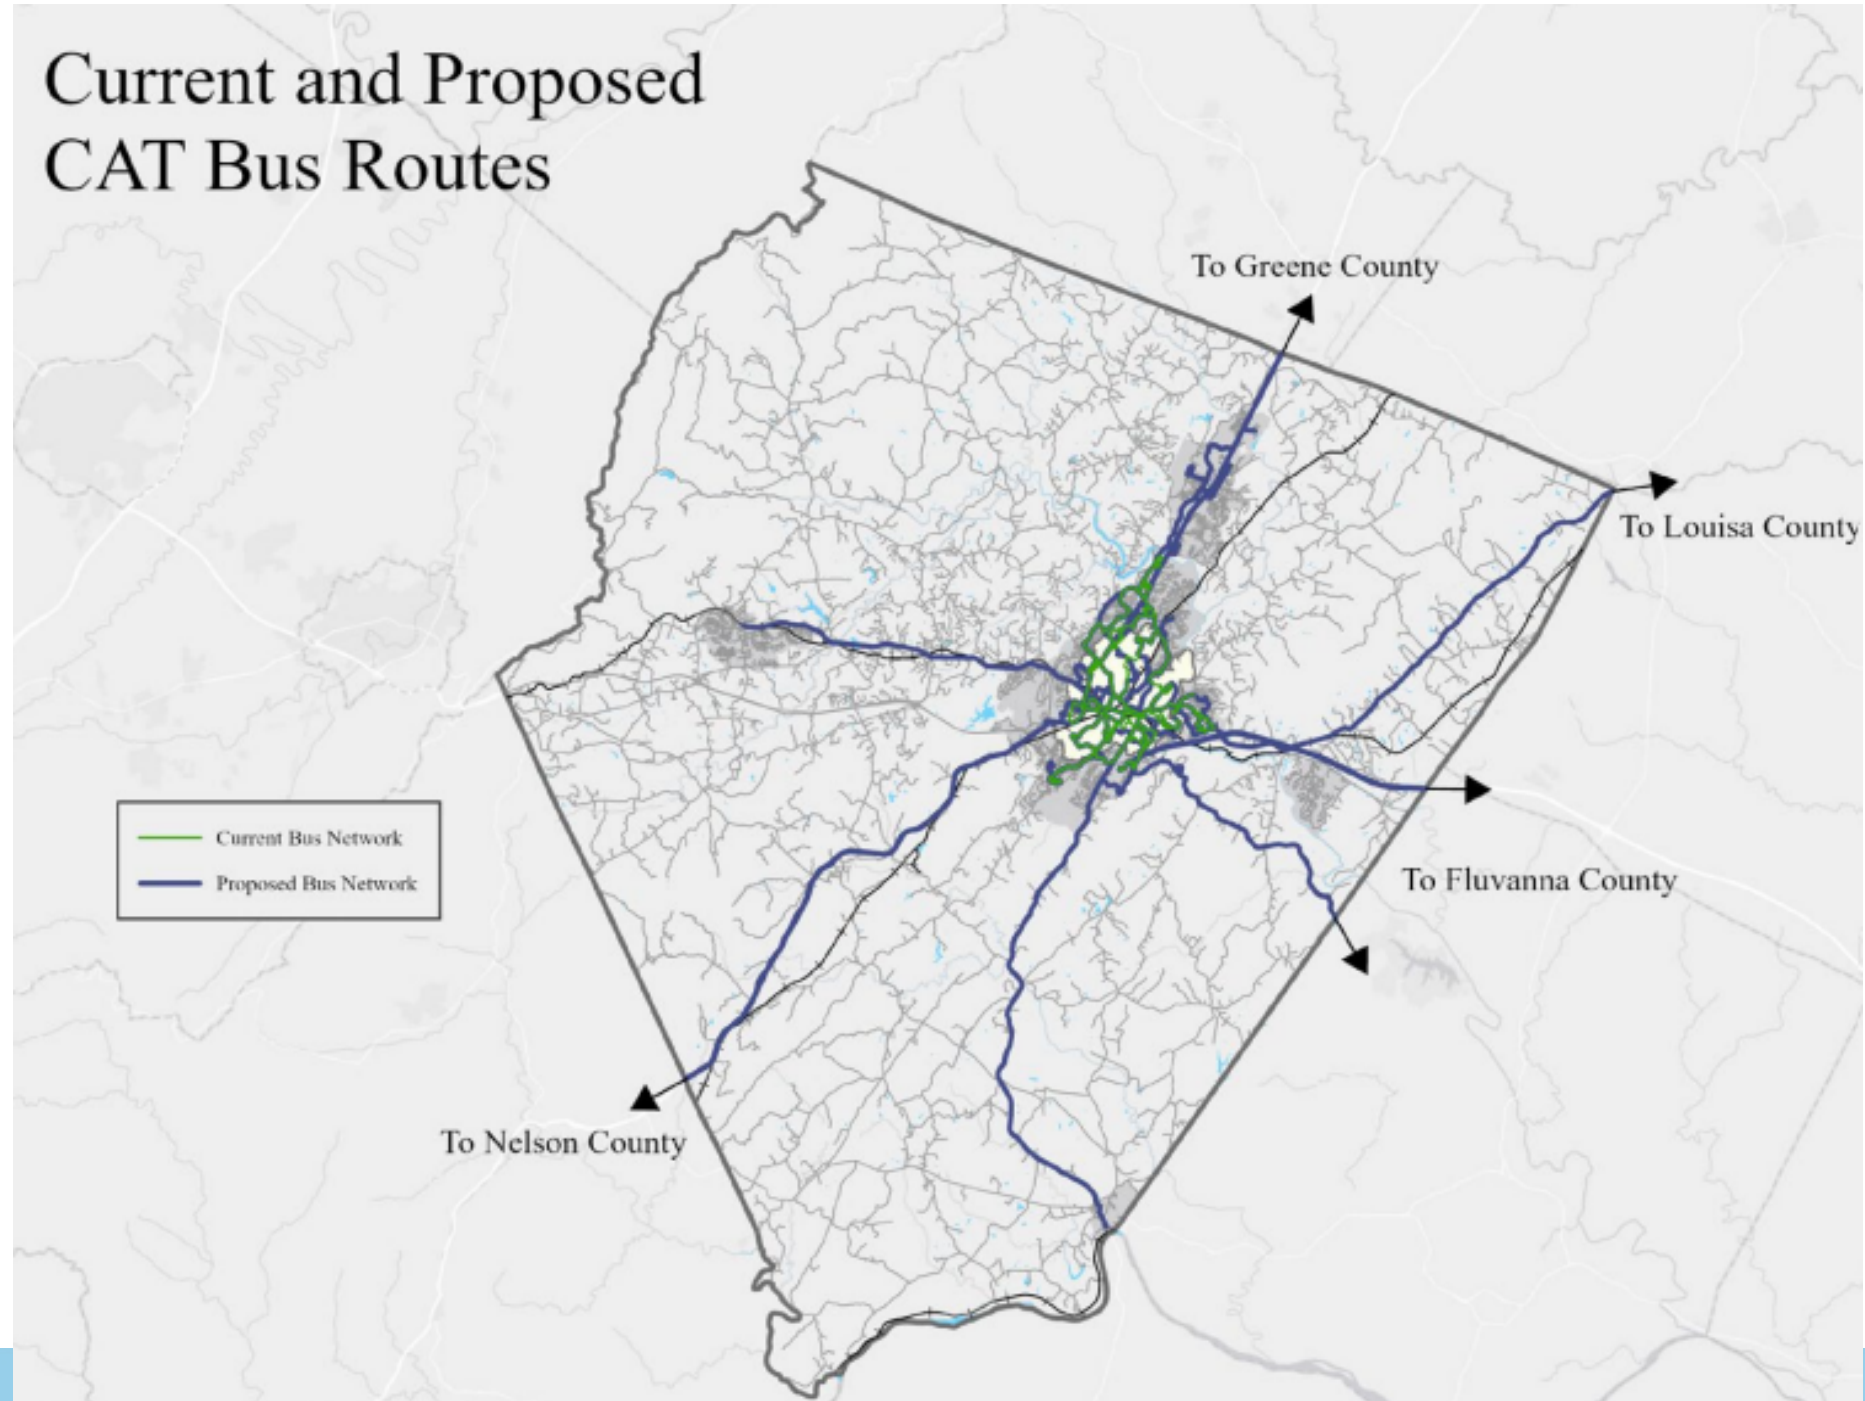 Current and Proposed
CAT Bus Routes
To Greene County
To Louisa County
Current Bus Network
Proposed Bus Network
To Fluvanna County
To Nelson County